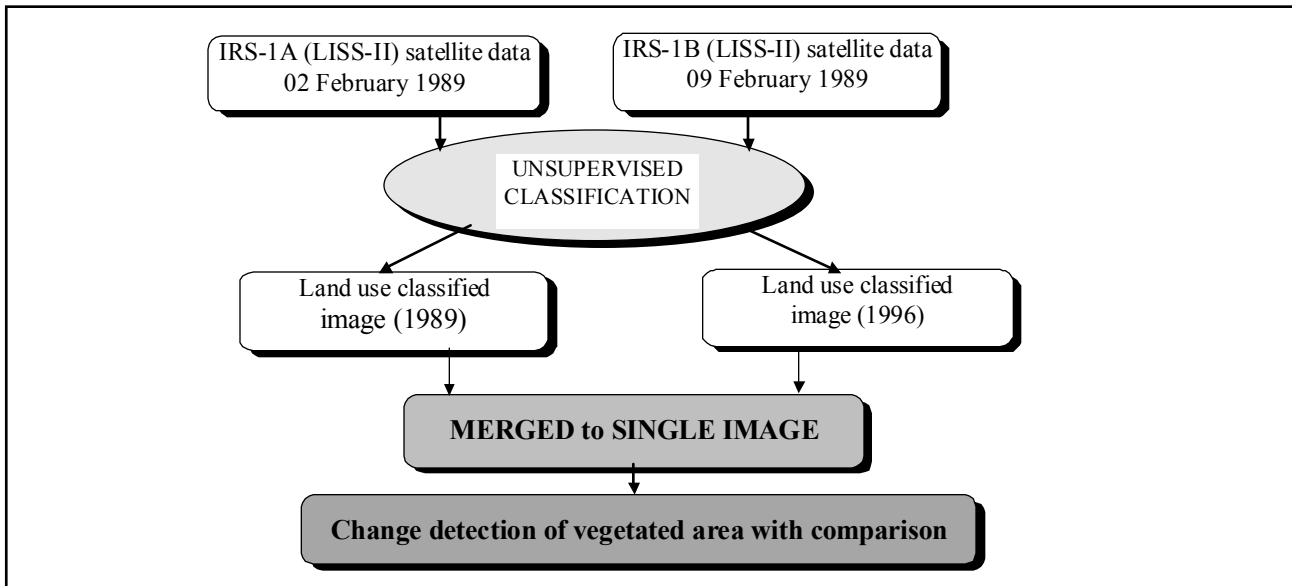 IRS-1A (LISS-II) satellite data
02 February 1989
IRS-1B (LISS-II) satellite data
09 February 1989
UNSUPERVISED
CLASSIFICATION
Land use classified
image (1989)
Land use classified
image (1996)
MERGED to SINGLE IMAGE
Change detection of vegetated area with comparison